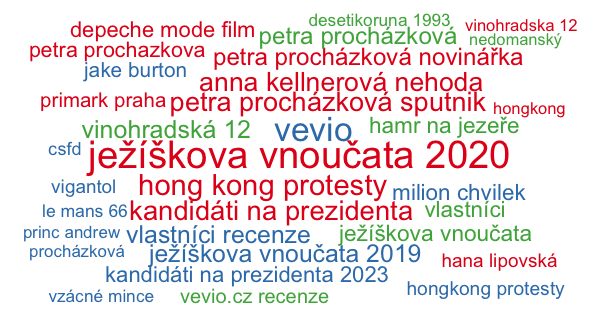 desetikoruna 1993
depeche mode film
petra procházková
vinohradska 12
petra prochazkova
petra procházková novinářka
nedomanský
jake burton
anna kellnerová nehoda
primark praha
petra procházková sputnik
hongkong
vinohradská 12
vevio
hamr na jezeře
csfd
ježíškova vnoučata 2020
vigantol
hong kong protesty
milion chvilek
le mans 66
kandidáti na prezidenta
vlastníci
princ andrew
vlastníci recenze
ježíškova vnoučata
procházková
ježíškova vnoučata 2019
hana lipovská
kandidáti na prezidenta 2023
hongkong protesty
vzácné mince
vevio.cz recenze